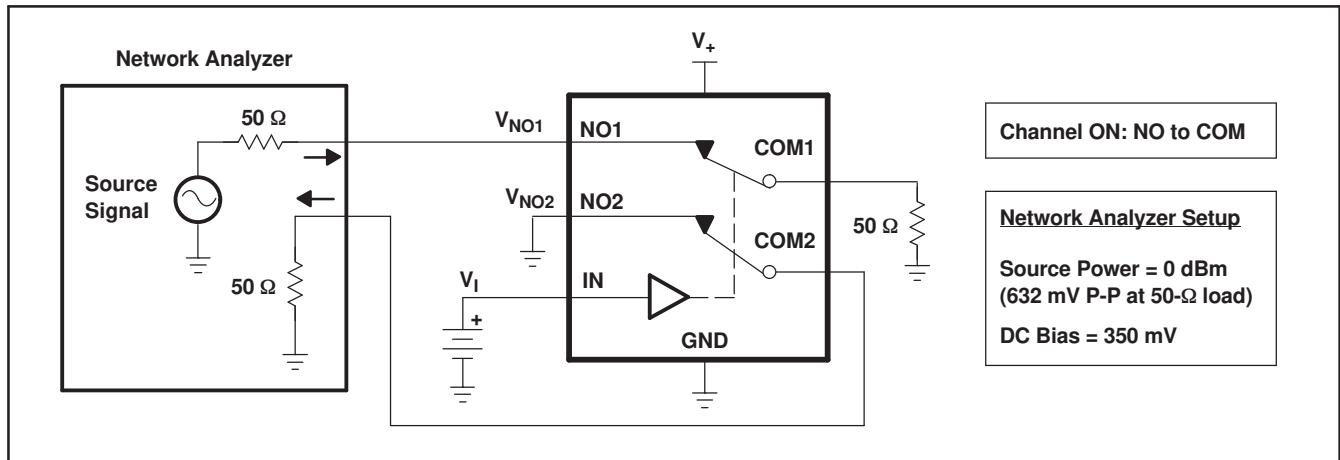 Network Analyzer
50 Ω
Source
Signal
50 Ω
V+
VNO1
NO1
COM1
VNO2
NO2
COM2
50 Ω
VI
+
IN
GND
Channel ON: NO to COM
Network Analyzer Setup
Source Power = 0 dBm
(632 mV P-P at 50-Ω load)
DC Bias = 350 mV